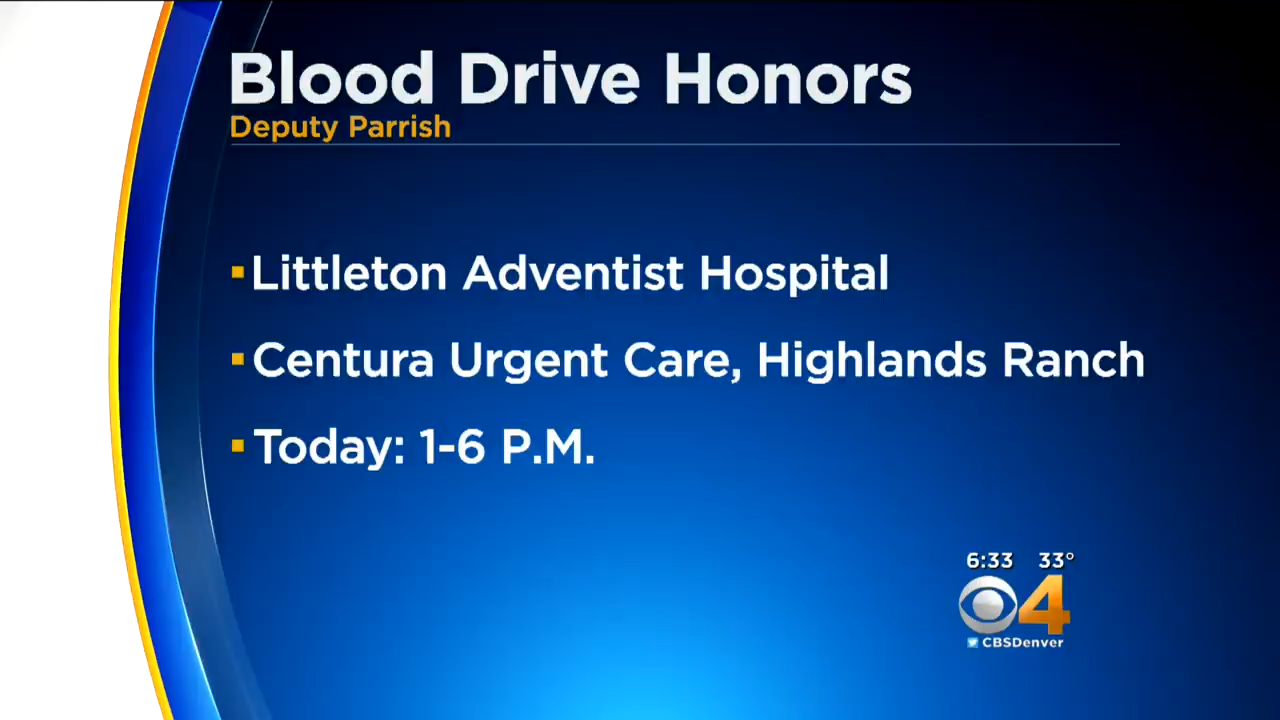 Blood Drive Honors
Deputy Parrish
Littleton Adventist Hospital
Centura Urgent Care, Highlands Ranch
Today: 1-6 P.M.
6:33 33°
4
CBSDenver